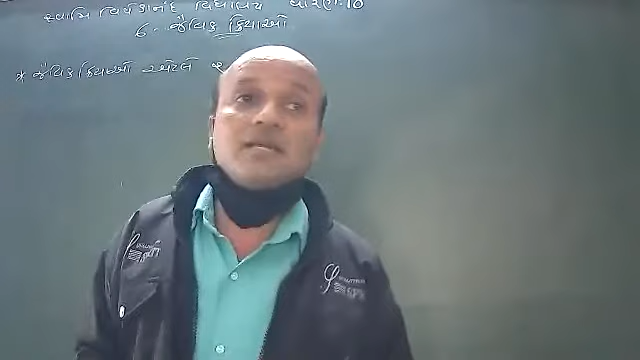 સ્વામિ વિવેકાનંદ વિદ્યાલય ધોરણ:10
6. જૈવિક ક્રિયાઓ
* જૈવિક ક્રિયાઓ એટલે